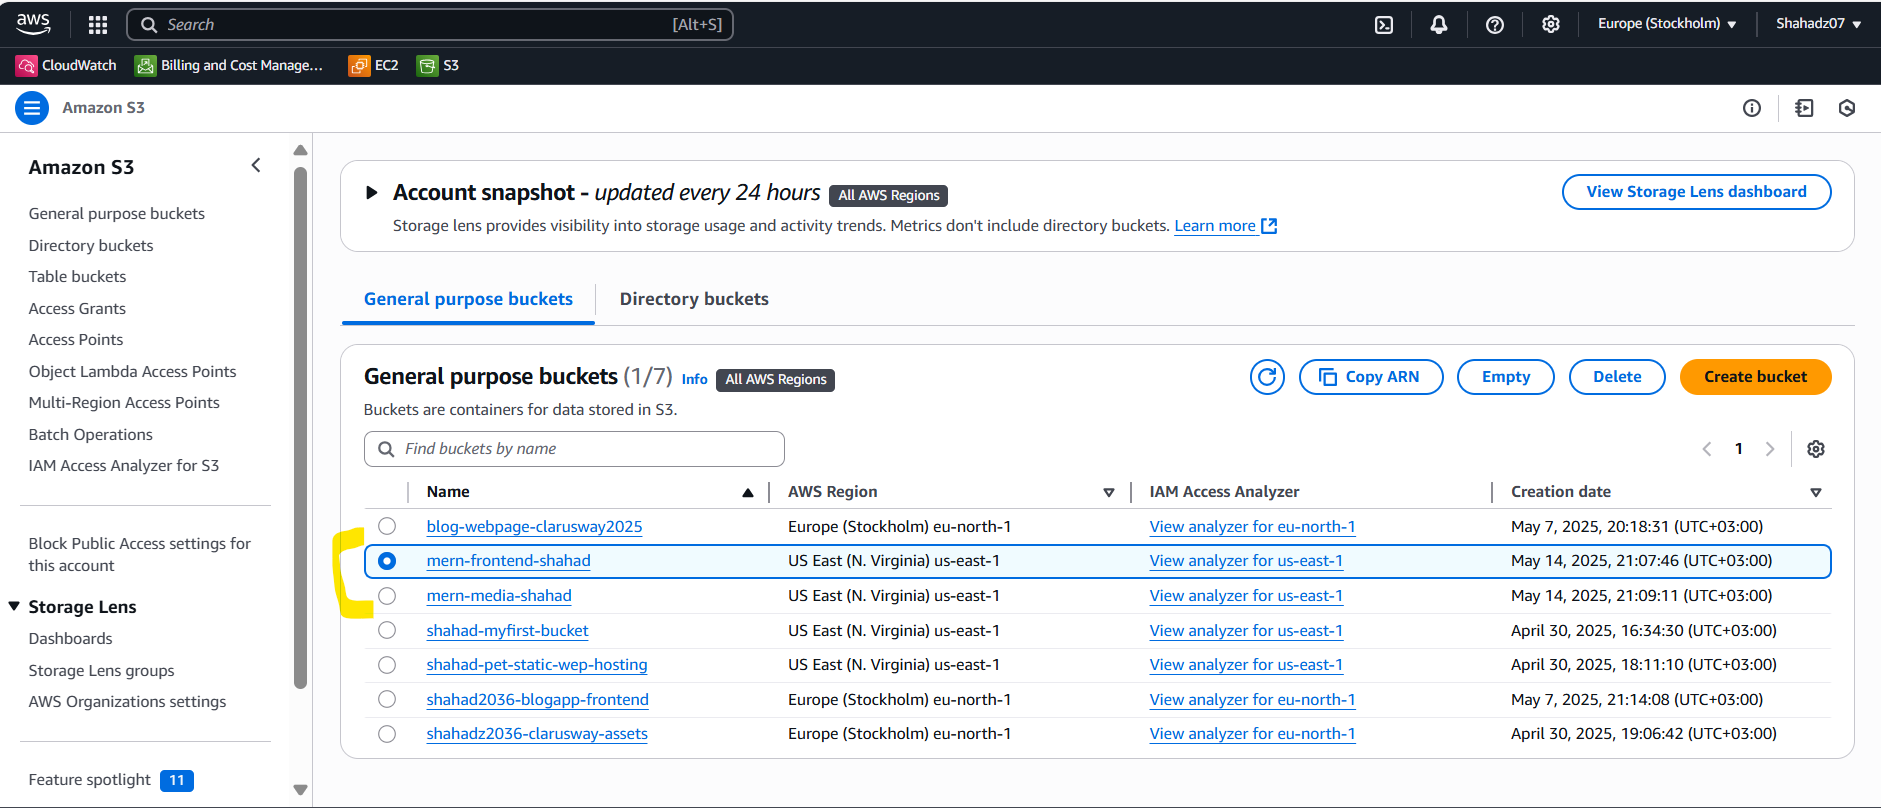 aws Search [Alt+S] Europe (Stockholm) Shahadz07
CloudWatch Billing and Cost Manage... EC2 S3
Amazon S3
Amazon S3
General purpose buckets
Directory buckets
Table buckets
Access Grants
Access Points
Object Lambda Access Points
Multi-Region Access Points
Batch Operations
IAM Access Analyzer for S3
Block Public Access settings for
this account
Storage Lens
Dashboards
Storage Lens groups
AWS Organizations settings
Feature spotlight 11
Account snapshot - updated every 24 hours All AWS Regions View Storage Lens dashboard
Storage lens provides visibility into storage usage and activity trends. Metrics don't include directory buckets. Learn more
General purpose buckets Directory buckets
General purpose buckets (1/7) Info All AWS Regions Copy ARN Empty Delete Create bucket
Buckets are containers for data stored in S3.
Find buckets by name 1
Name AWS Region IAM Access Analyzer Creation date
blog-webpage-clarusway2025 Europe (Stockholm) eu-north-1 View analyzer for eu-north-1 May 7, 2025, 20:18:31 (UTC+03:00)
mern-frontend-shahad US East (N. Virginia) us-east-1 View analyzer for us-east-1 May 14, 2025, 21:07:46 (UTC+03:00)
mern-media-shahad US East (N. Virginia) us-east-1 View analyzer for us-east-1 May 14, 2025, 21:09:11 (UTC+03:00)
shahad-myfirst-bucket US East (N. Virginia) us-east-1 View analyzer for us-east-1 April 30, 2025, 16:34:30 (UTC+03:00)
shahad-pet-static-wep-hosting US East (N. Virginia) us-east-1 View analyzer for us-east-1 April 30, 2025, 18:11:10 (UTC+03:00)
shahad2036-blogapp-frontend Europe (Stockholm) eu-north-1 View analyzer for eu-north-1 May 7, 2025, 21:14:08 (UTC+03:00)
shahadz2036-clarusway-assets Europe (Stockholm) eu-north-1 View analyzer for eu-north-1 April 30, 2025, 19:06:42 (UTC+03:00)